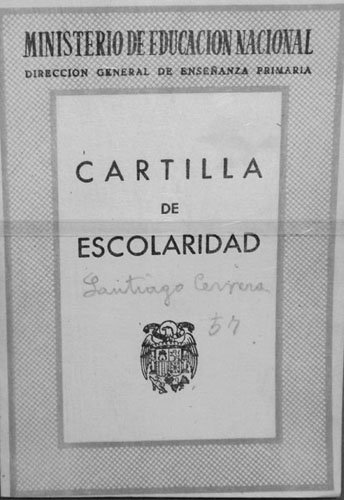 MINISTERIO DE EDUCACION NACIONAL
DIRECCION GENERAL DE ENSEÑANZA PRIMARIA
CARTILLA
DE
ESCOLARIDAD
Santiago Cervera
57